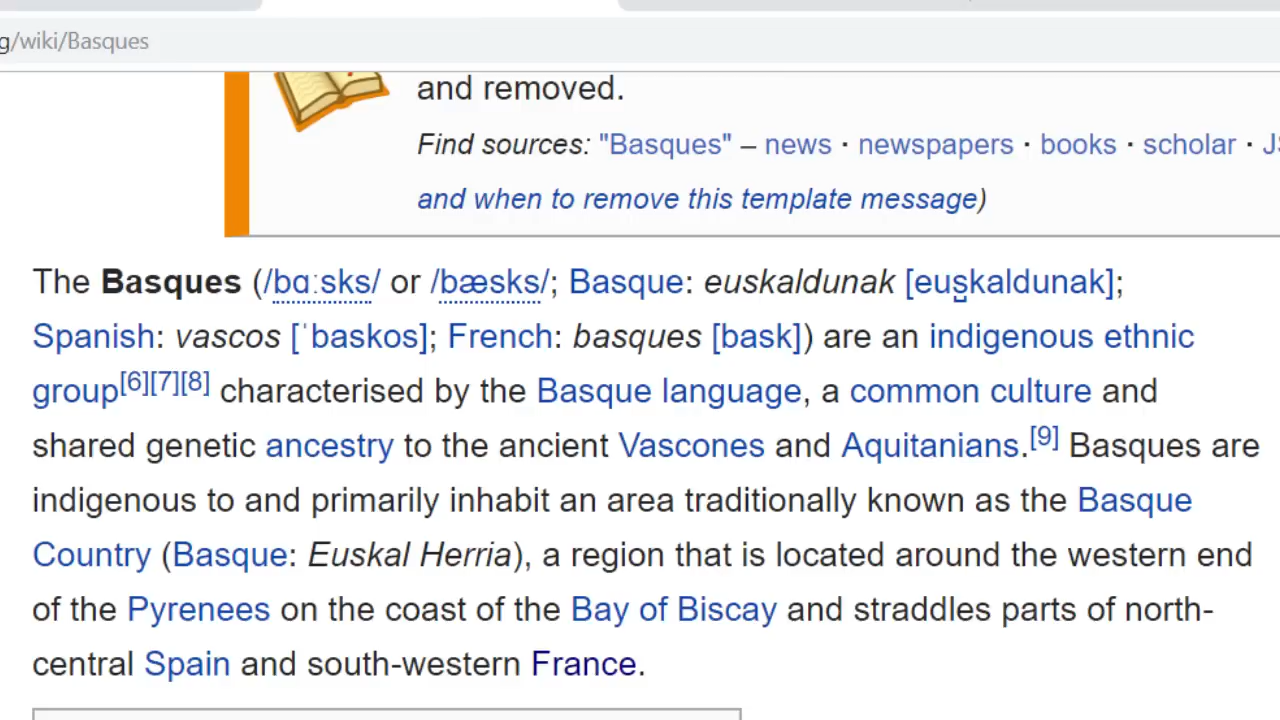 g/wiki/Basques
and removed.
Find sources: "Basques" – news · newspapers · books · scholar ·
and when to remove this template message)
The Basques (/bɑːsks/ or /bæsks/; Basque: euskaldunak [eus̺kaldunak];
Spanish: vascos [ˈbaskos]; French: basques [bask]) are an indigenous ethnic
group[6][7][8] characterised by the Basque language, a common culture and
shared genetic ancestry to the ancient Vascones and Aquitanians.[9] Basques are
indigenous to and primarily inhabit an area traditionally known as the Basque
Country (Basque: Euskal Herria), a region that is located around the western end
of the Pyrenees on the coast of the Bay of Biscay and straddles parts of north-
central Spain and south-western France.